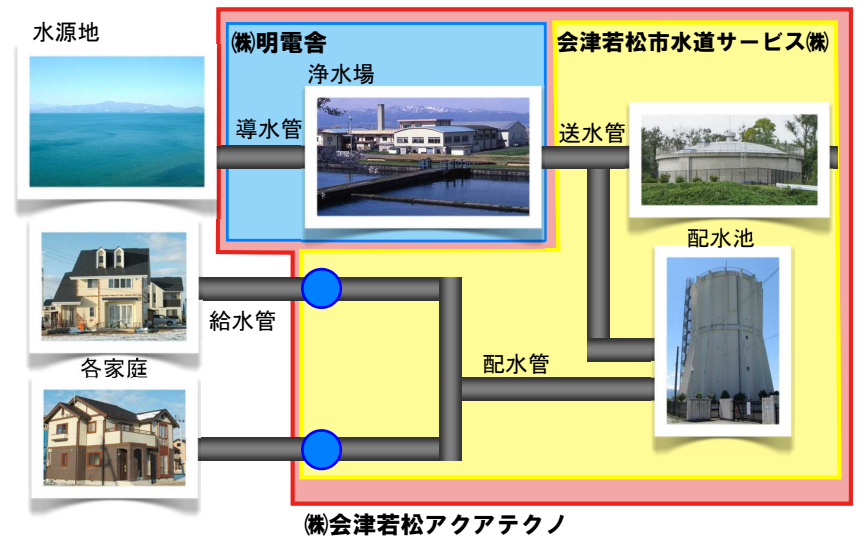 水源地
㈱明電舎
会津若松市水道サービス㈱
浄水場
導水管
送水管
配水池
給水管
各家庭
配水管
㈱会津若松アクアテクノ